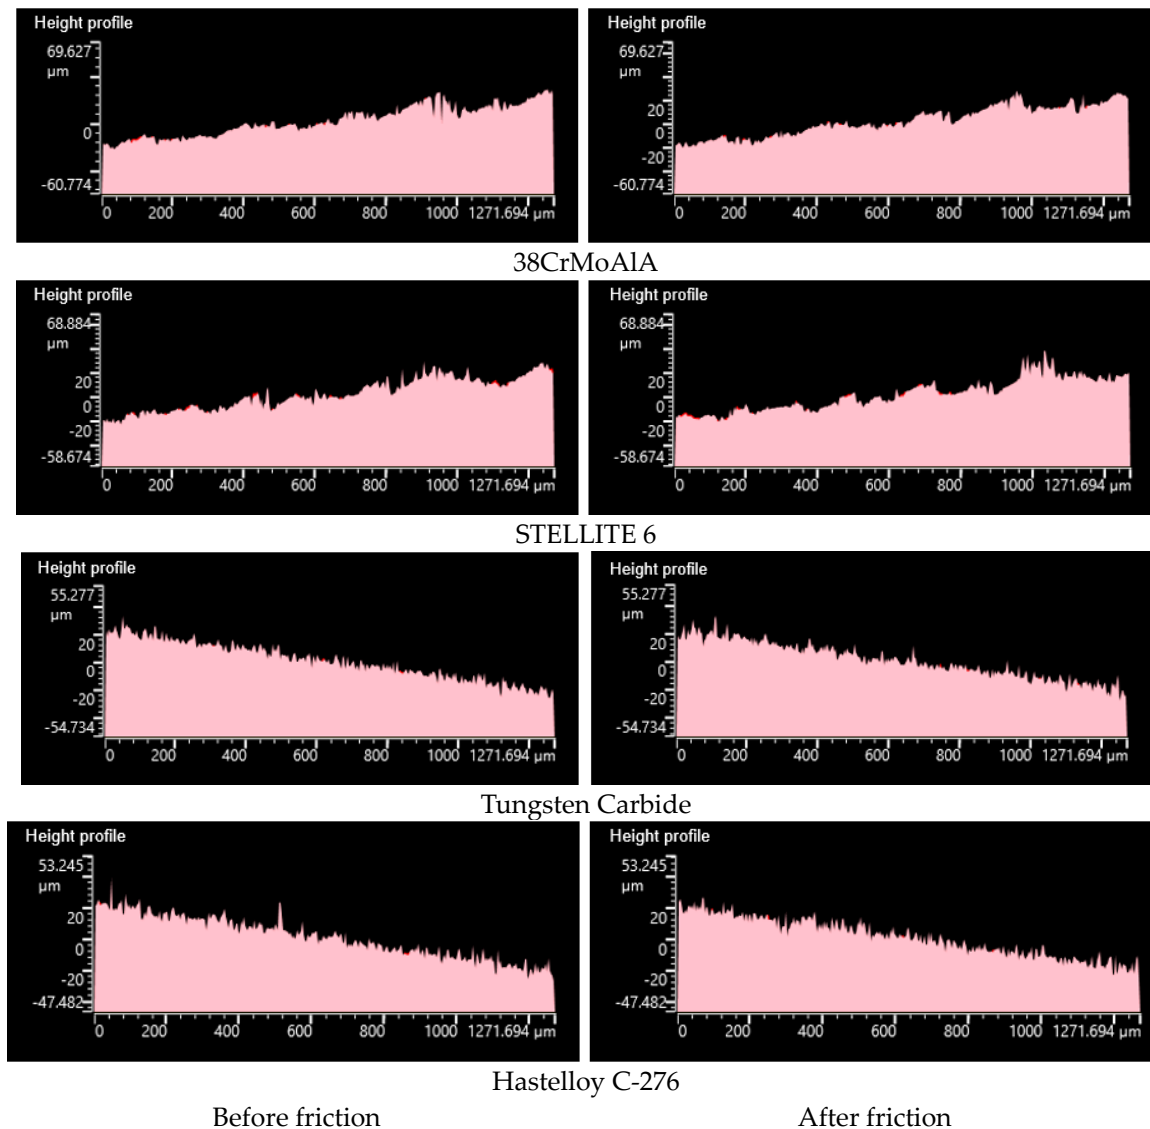 Height profile
69.627
µm
0
-60.774
0 200 400 600 800 1000 1271.694 µm
Height profile
69.627
µm
20
0
-20
-60.774
0 200 400 600 800 1000 1271.694 µm
38CrMoAlA
Height profile
68.884
µm
20
0
-20
-58.674
0 200 400 600 800 1000 1271.694 µm
Height profile
68.884
µm
20
0
-20
-58.674
0 200 400 600 800 1000 1271.694 µm
STELLITE 6
Height profile
55.277
µm
20
0
-20
-54.734
0 200 400 600 800 1000 1271.694 µm
Height profile
55.277
µm
20
0
-20
-54.734
0 200 400 600 800 1000 1271.694 µm
Tungsten Carbide
Height profile
53.245
µm
20
0
-20
-47.482
0 200 400 600 800 1000 1271.694 µm
Height profile
53.245
µm
20
0
-20
-47.482
0 200 400 600 800 1000 1271.694 µm
Hastelloy C-276
Before friction After friction